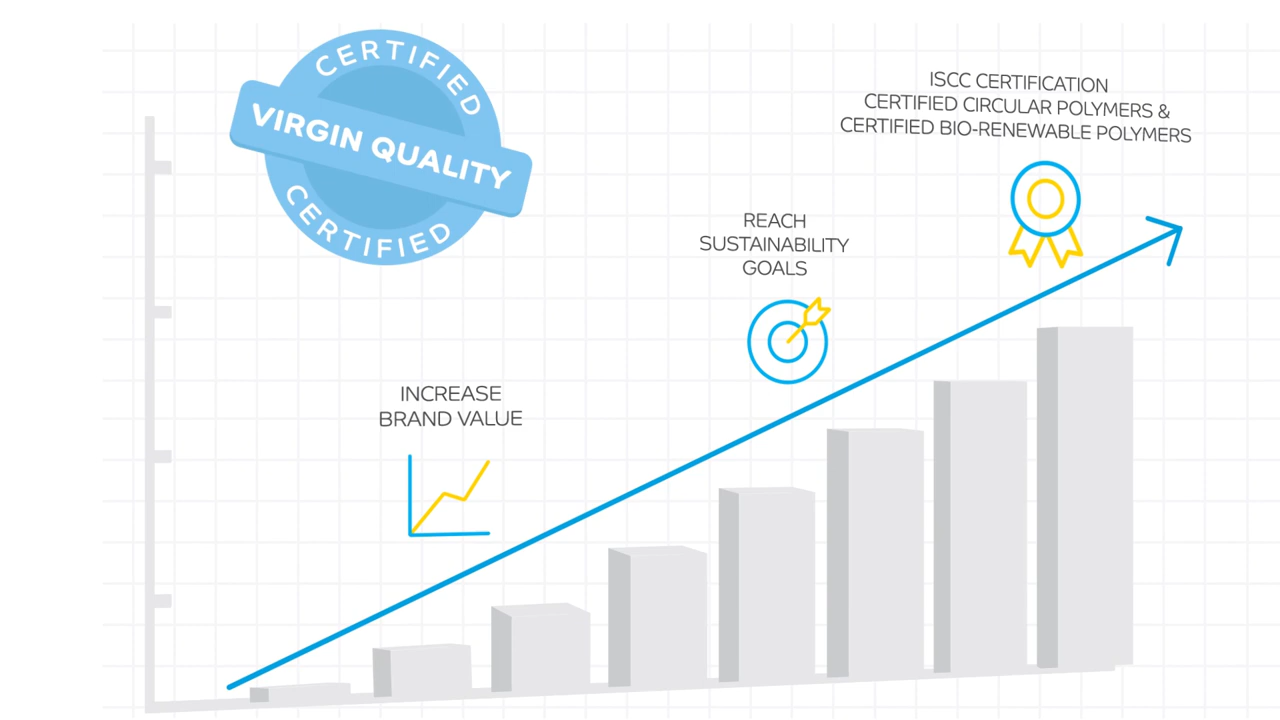 CERTIFIED
VIRGIN QUALITY
CERTIFIED
ISCC CERTIFICATION
CERTIFIED CIRCULAR POLYMERS &
CERTIFIED BIO-RENEWABLE POLYMERS
REACH
SUSTAINABILITY
GOALS
INCREASE
BRAND VALUE